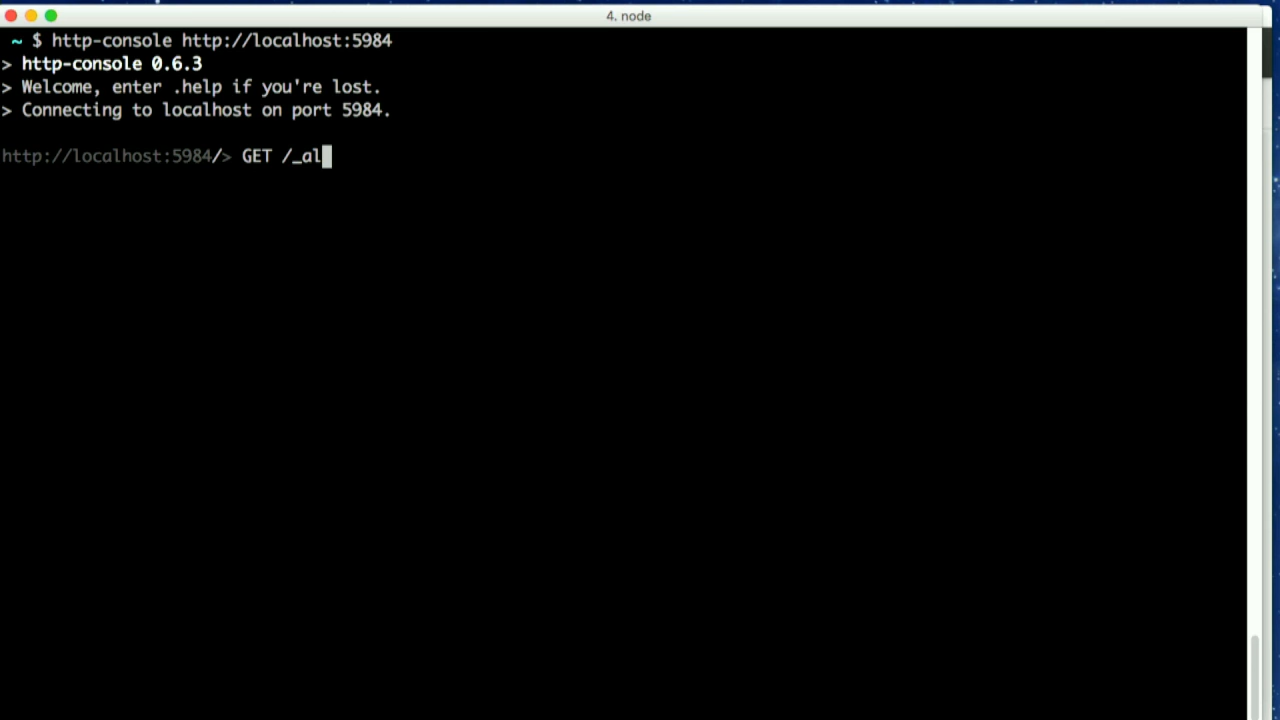 4. node
~ $ http-console http://localhost:5984
> http-console 0.6.3
> Welcome, enter .help if you're lost.
> Connecting to localhost on port 5984.
http://localhost:5984/> GET /_al